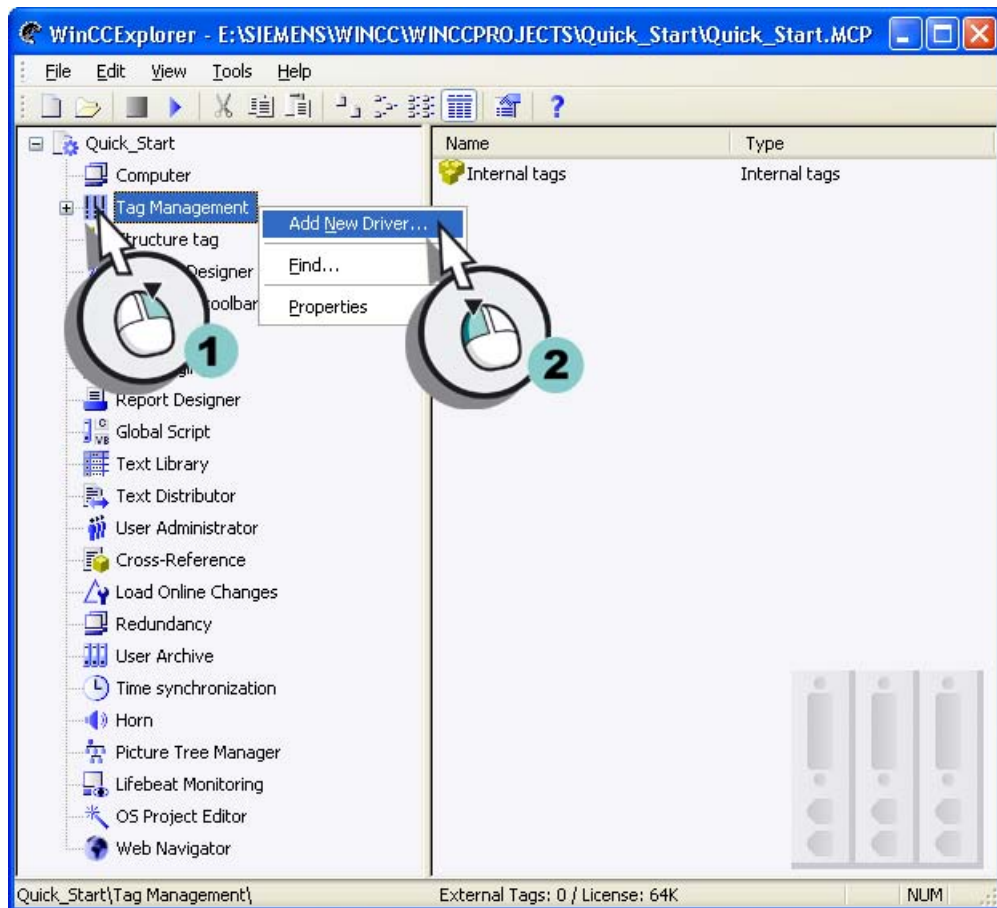 WinCCExplorer - E:\SIEMENS\WINCC\WINCCPROJECTS\Quick_Start\Quick_Start.MCP
File Edit View Tools Help
Quick_Start
Computer
Tag Management
Structure tag
Designer
toolbar
Report Designer
Global Script
Text Library
Text Distributor
User Administrator
Cross-Reference
Load Online Changes
Redundancy
User Archive
Time synchronization
Horn
Picture Tree Manager
Lifebeat Monitoring
OS Project Editor
Web Navigator
Name Type
Internal tags Internal tags
Add New Driver...
Find...
Properties
1
2
Quick_Start\Tag Management\ External Tags: 0 / License: 64K NUM